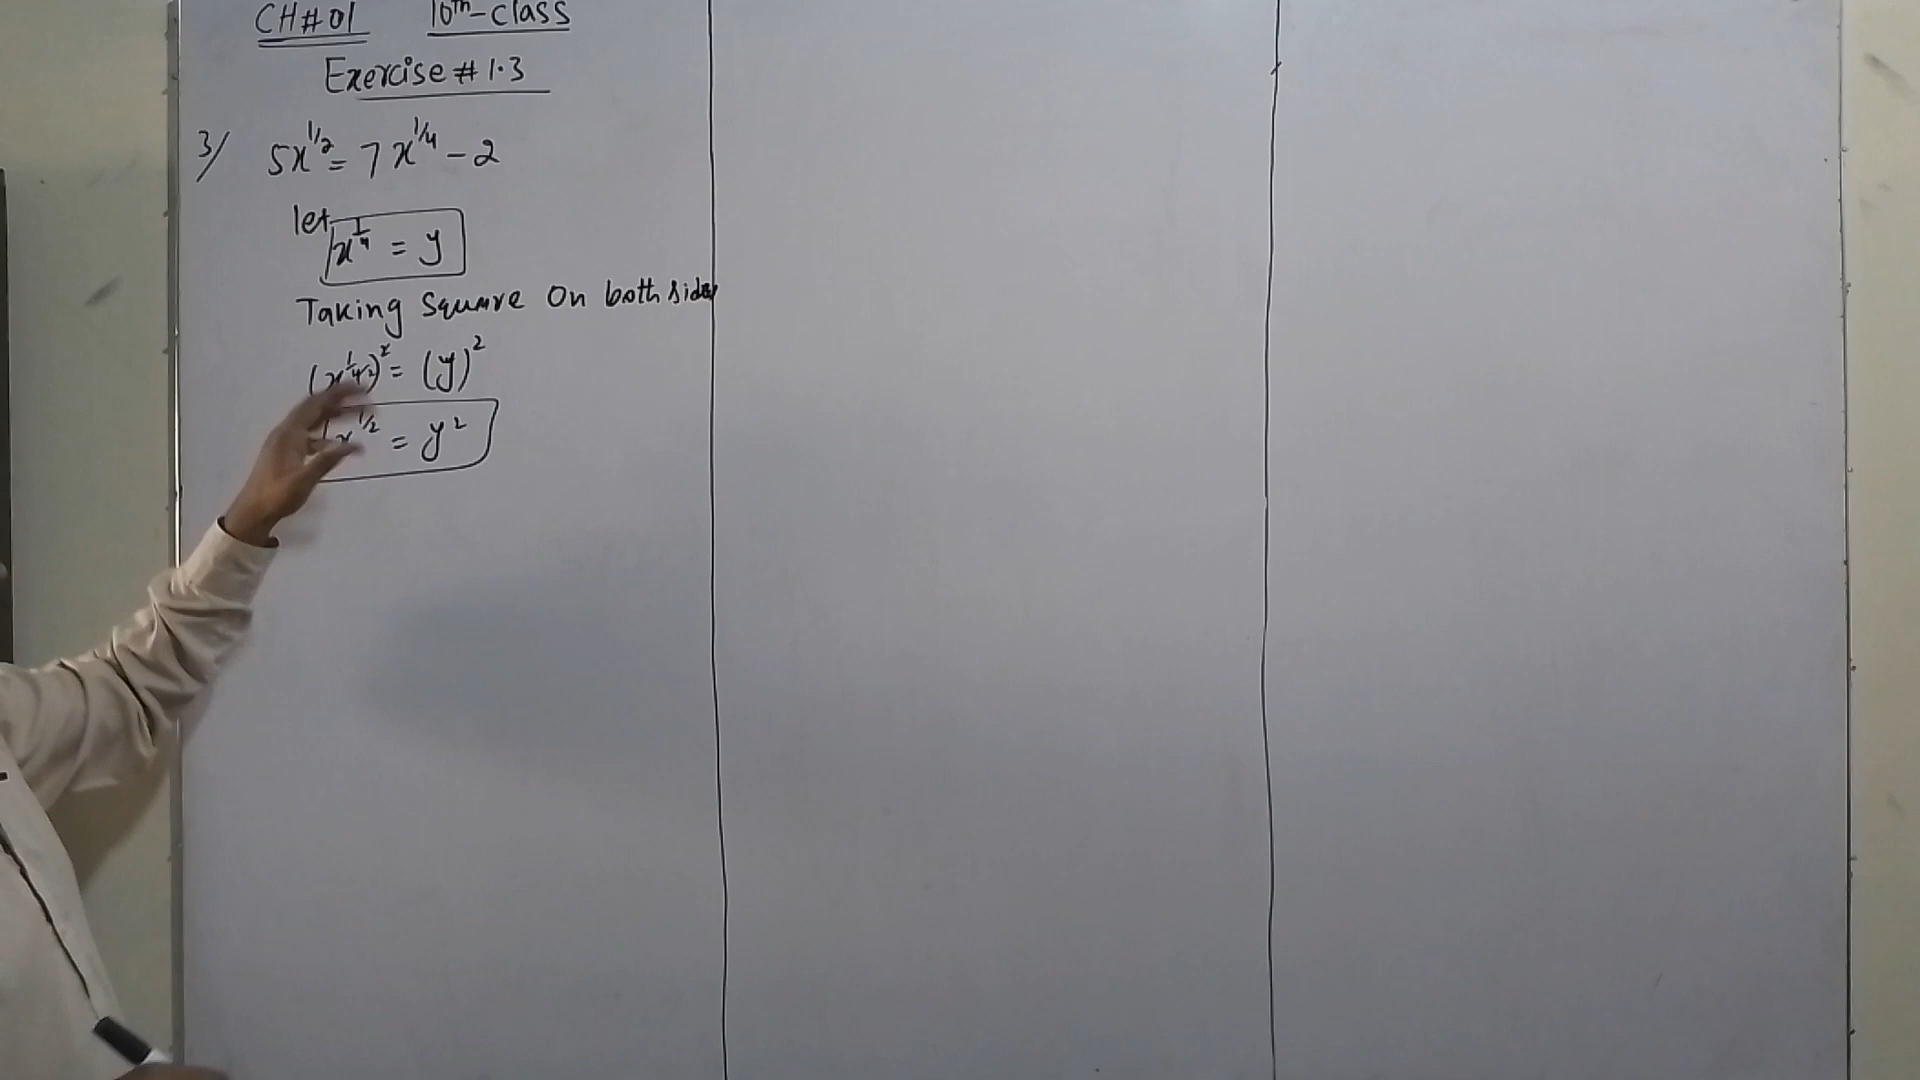 CH#01 10th-class
Exercise #1.3
3/ 5x^1/2 = 7x^1/4 - 2
let
x^1/4 = y
Taking Square On both sides
(x^1/4)^2 = (y)^2
x^1/2 = y^2